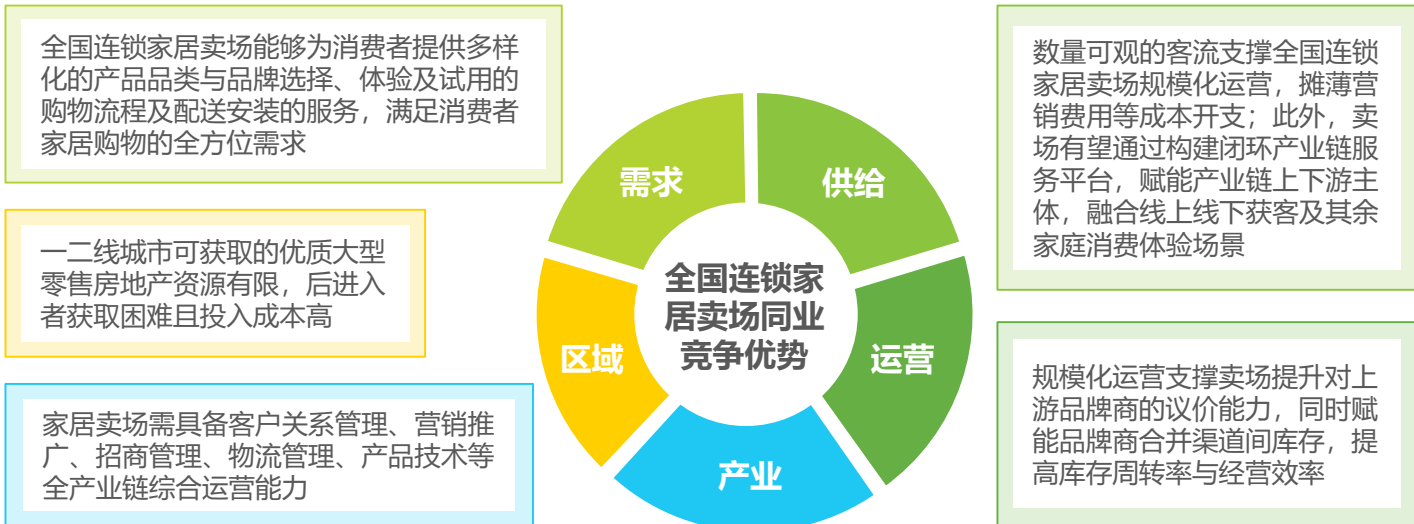 全国连锁家居卖场能够为消费者提供多样
化的产品品类与品牌选择、体验及试用的
购物流程及配送安装的服务，满足消费者
家居购物的全方位需求
一二线城市可获取的优质大型
零售房地产资源有限，后进入
者获取困难且投入成本高
家居卖场需具备客户关系管理、营销推
广、招商管理、物流管理、产品技术等
全产业链综合运营能力
需求
供给
区域
运营
产业
全国连锁家
居卖场同业
竞争优势
数量可观的客流支撑全国连锁
家居卖场规模化运营，摊薄营
销费用等成本开支；此外，卖
场有望通过构建闭环产业链服
务平台，赋能产业链上下游主
体，融合线上线下获客及其余
家庭消费体验场景
规模化运营支撑卖场提升对上
游品牌商的议价能力，同时赋
能品牌商合并渠道间库存，提
高库存周转率与经营效率